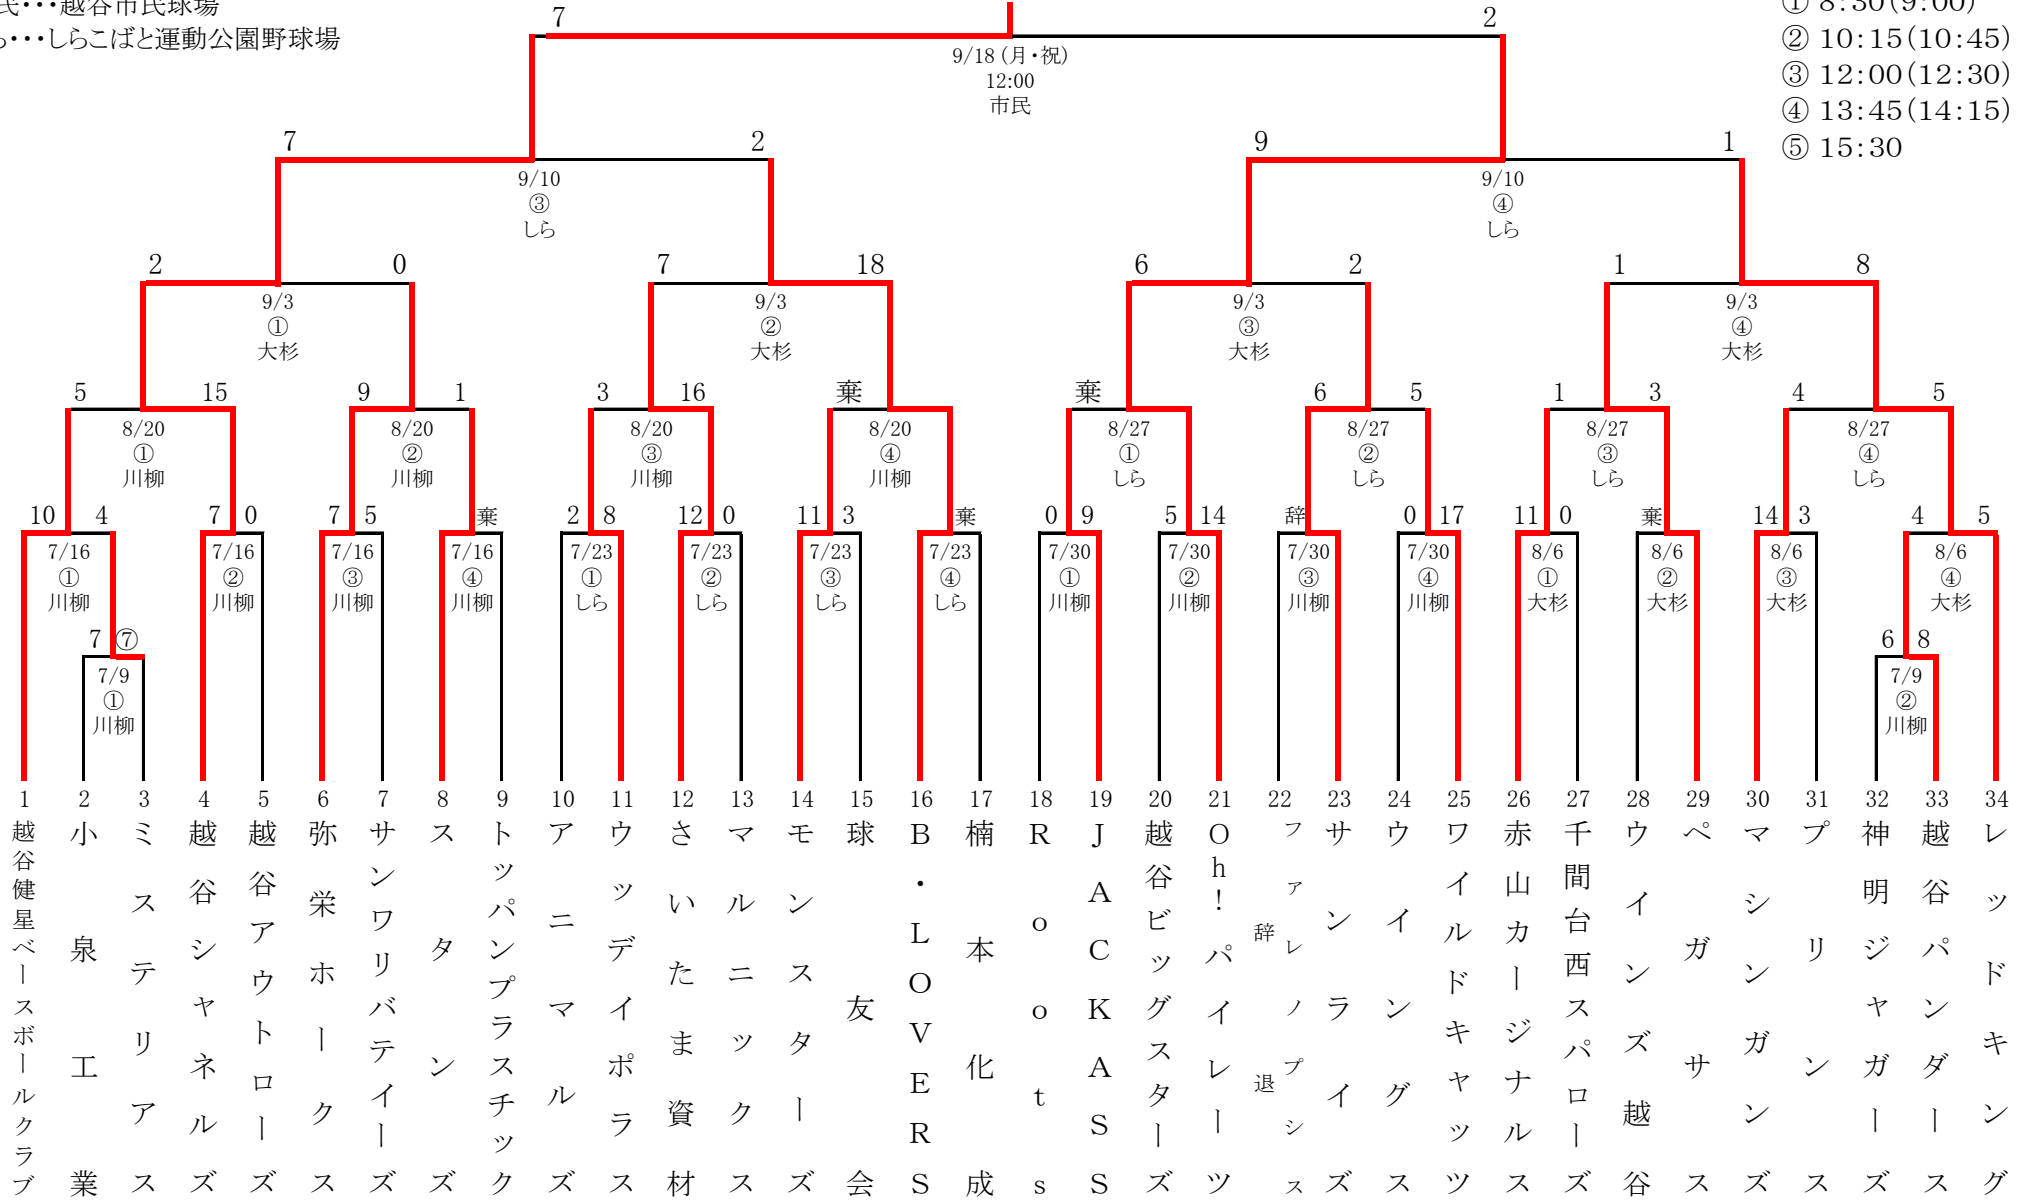 民・・・越谷市民球場
ら・・・しらこばと運動公園野球場
① 8:30(9:00)
② 10:15(10:45)
③ 12:00(12:30)
④ 13:45(14:15)
⑤ 15:30
7 2
9/18 (月・祝)
12:00
市民
7 2 9 1
9/10 9/10
③ ④
しら しら
2 0 7 18 6 2 1 8
9/3 9/3 9/3 9/3
① ② ③ ④
大杉 大杉 大杉 大杉
5 15 9 1 3 16 棄 棄 6 5 1 3 4 5
8/20 8/20 8/20 8/20 8/27 8/27 8/27 8/27
① ② ③ ④ ① ② ③ ④
川柳 川柳 川柳 川柳 しら しら しら しら
10 4 7 0 7 5 棄 2 8 12 0 11 3 棄 0 9 5 14 辞 0 17 11 0 棄 14 3 4 5
7/16 7/16 7/16 7/16 7/23 7/23 7/23 7/23 7/30 7/30 7/30 7/30 8/6 8/6 8/6 8/6
① ② ③ ④ ① ② ③ ④ ① ② ③ ④ ① ② ③ ④
川柳 川柳 川柳 川柳 しら しら しら しら 川柳 川柳 川柳 川柳 大杉 大杉 大杉 大杉
7 ⑦ 6 8
7/9 7/9
① ②
川柳 川柳
1 2 3 4 5 6 7 8 9 10 11 12 13 14 15 16 17 18 19 20 21 22 23 24 25 26 27 28 29 30 31 32 33 34
越谷健星ベースボールクラブ
小泉工業
ミステリアス
越谷シャネルズ
越谷アウトローズ
弥栄ホークス
サンワリバテイーズ
スタンズ
トッパンプラスチック
アニマルズ
ウッデイポラス
さいたま資材
マルニックス
モンスターズ
球友会
B・LOVERS
楠本化成
Roots
JACKASS
越谷ビッグスターズ
Oh!パイレーツ
ファアレノプシス
辞退
サンライズ
ウイングス
ワイルドキャッツ
赤山カージナルス
千間台西スパローズ
ウインズ越谷
ペガサス
マシンガンズ
プリンス
神明ジャガーズ
越谷パンダース
レッドキング